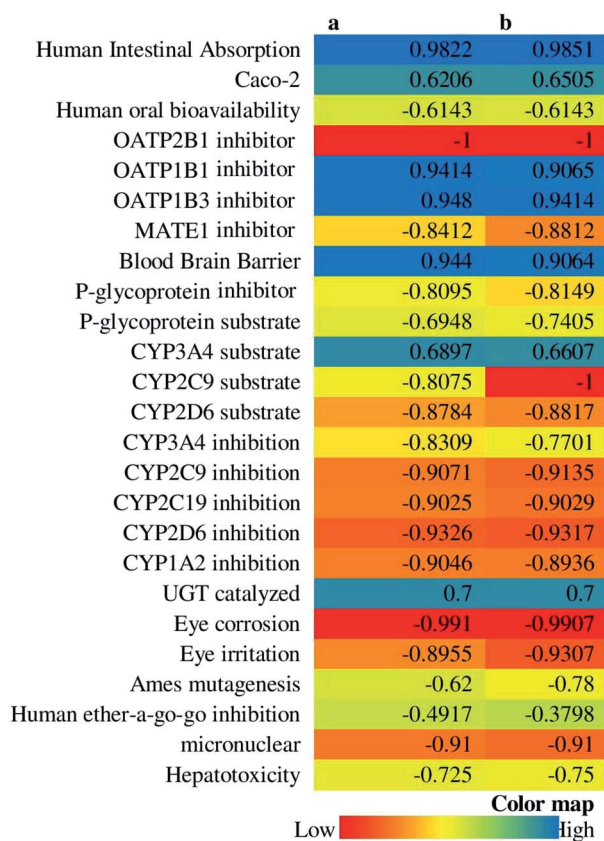 a b
Human Intestinal Absorption 0.9822 0.9851
Caco-2 0.6206 0.6505
Human oral bioavailability -0.6143 -0.6143
OATP2B1 inhibitor -1 -1
OATP1B1 inhibitor 0.9414 0.9065
OATP1B3 inhibitor 0.948 0.9414
MATE1 inhibitor -0.8412 -0.8812
Blood Brain Barrier 0.944 0.9064
P-glycoprotein inhibitor -0.8095 -0.8149
P-glycoprotein substrate -0.6948 -0.7405
CYP3A4 substrate 0.6897 0.6607
CYP2C9 substrate -0.8075 -1
CYP2D6 substrate -0.8784 -0.8817
CYP3A4 inhibition -0.8309 -0.7701
CYP2C9 inhibition -0.9071 -0.9135
CYP2C19 inhibition -0.9025 -0.9029
CYP2D6 inhibition -0.9326 -0.9317
CYP1A2 inhibition -0.9046 -0.8936
UGT catalyzed 0.7 0.7
Eye corrosion -0.991 -0.9907
Eye irritation -0.8955 -0.9307
Ames mutagenesis -0.62 -0.78
Human ether-a-go-go inhibition -0.4917 -0.3798
micronuclear -0.91 -0.91
Hepatotoxicity -0.725 -0.75
Color map
Low High